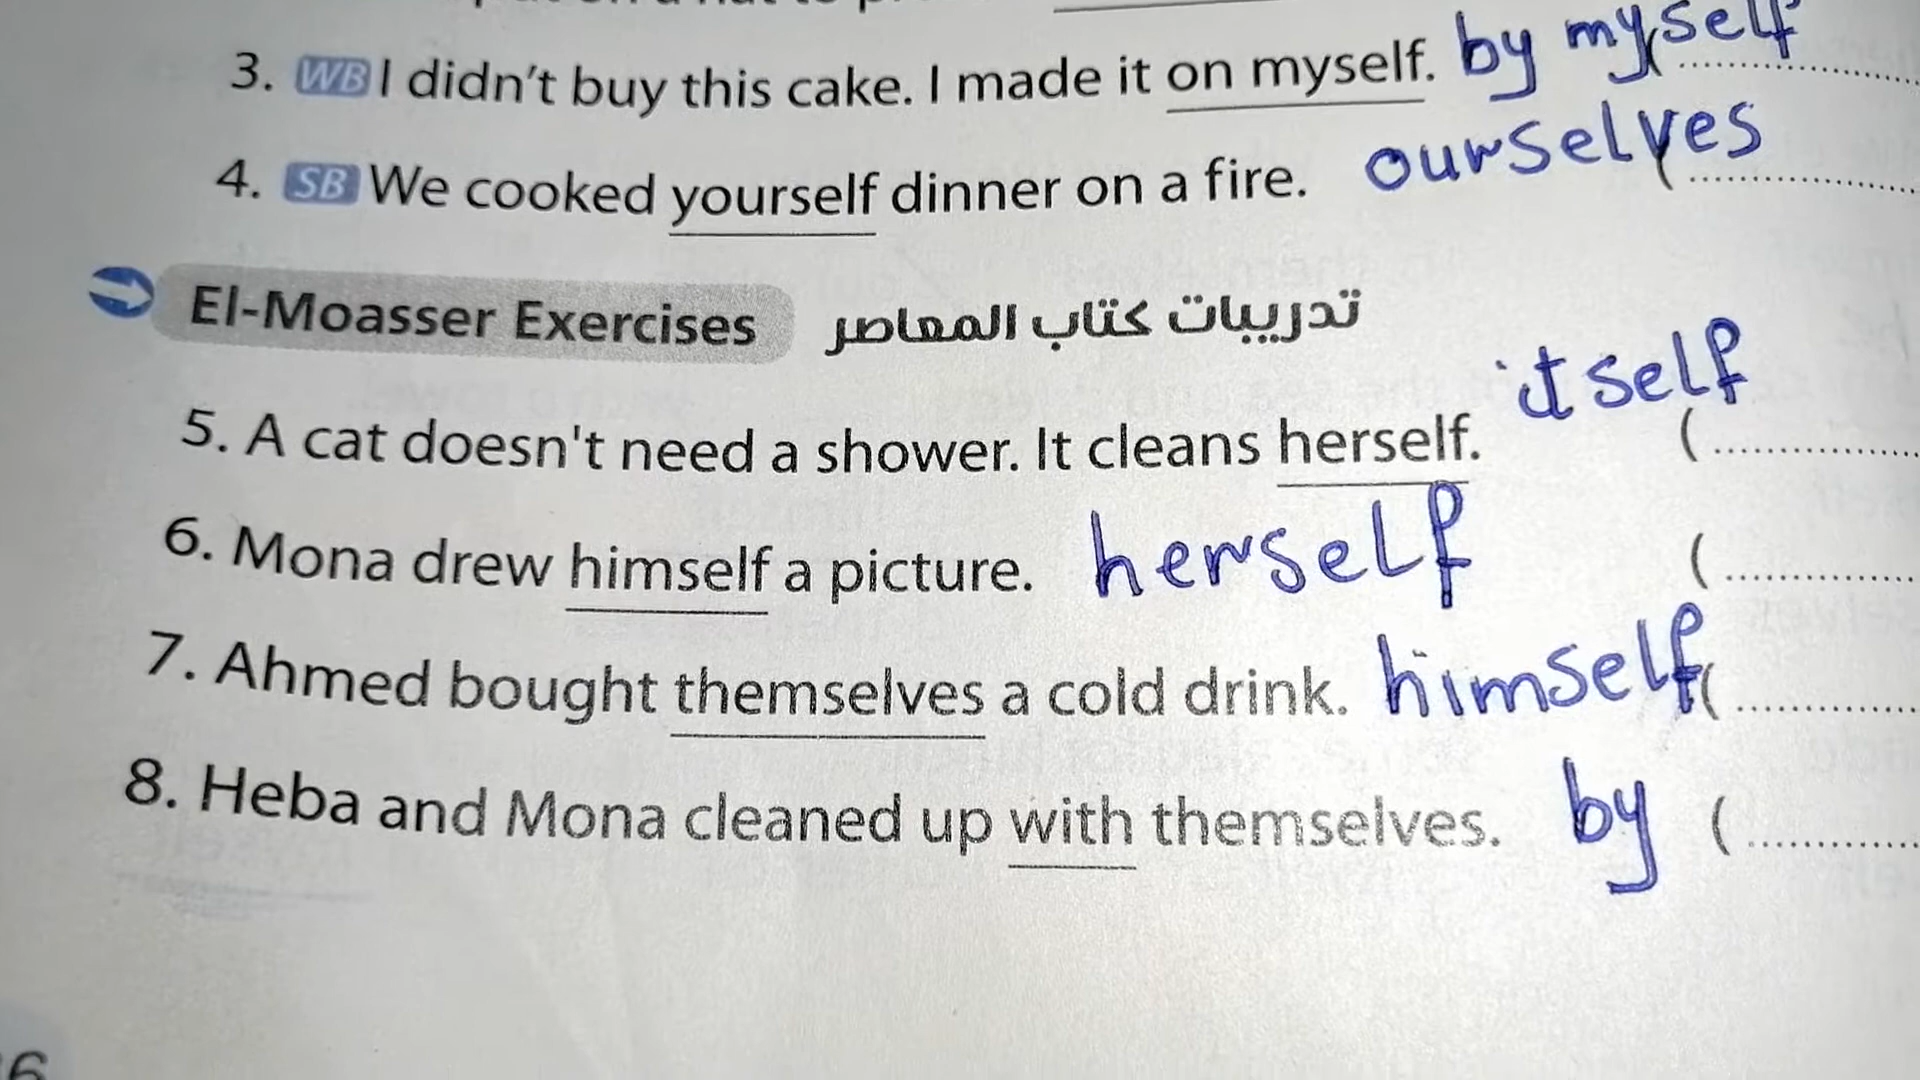 3. WB I didn't buy this cake. I made it on myself. by myself (..........
4. SB We cooked yourself dinner on a fire. ourselves (..........
El-Moasser Exercises تدريبات كتاب المعاصر
5. A cat doesn't need a shower. It cleans herself. itself (..........
6. Mona drew himself a picture. herself (..........
7. Ahmed bought themselves a cold drink. himself (..........
8. Heba and Mona cleaned up with themselves. by (..........
6